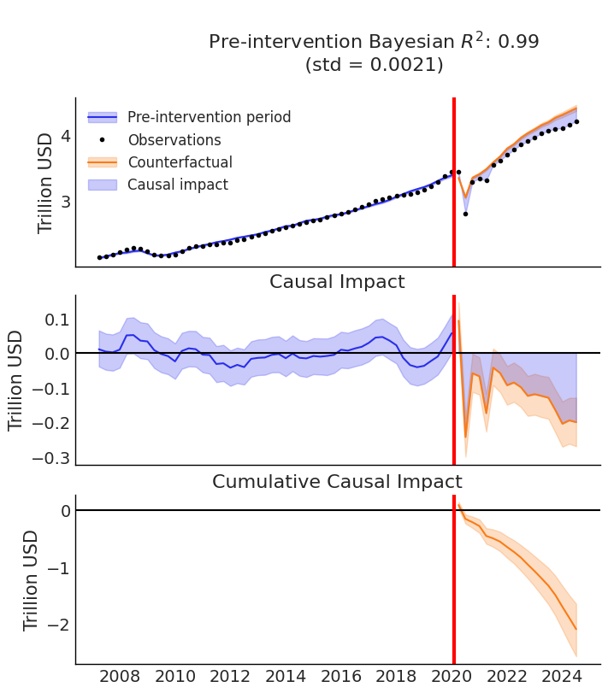 Pre-intervention Bayesian R²: 0.99
(std = 0.0021)
Trillion USD
4
3
Pre-intervention period
Observations
Counterfactual
Causal impact
Causal Impact
Trillion USD
0.1
0.0
−0.1
−0.2
−0.3
Cumulative Causal Impact
Trillion USD
0
−1
−2
2008 2010 2012 2014 2016 2018 2020 2022 2024